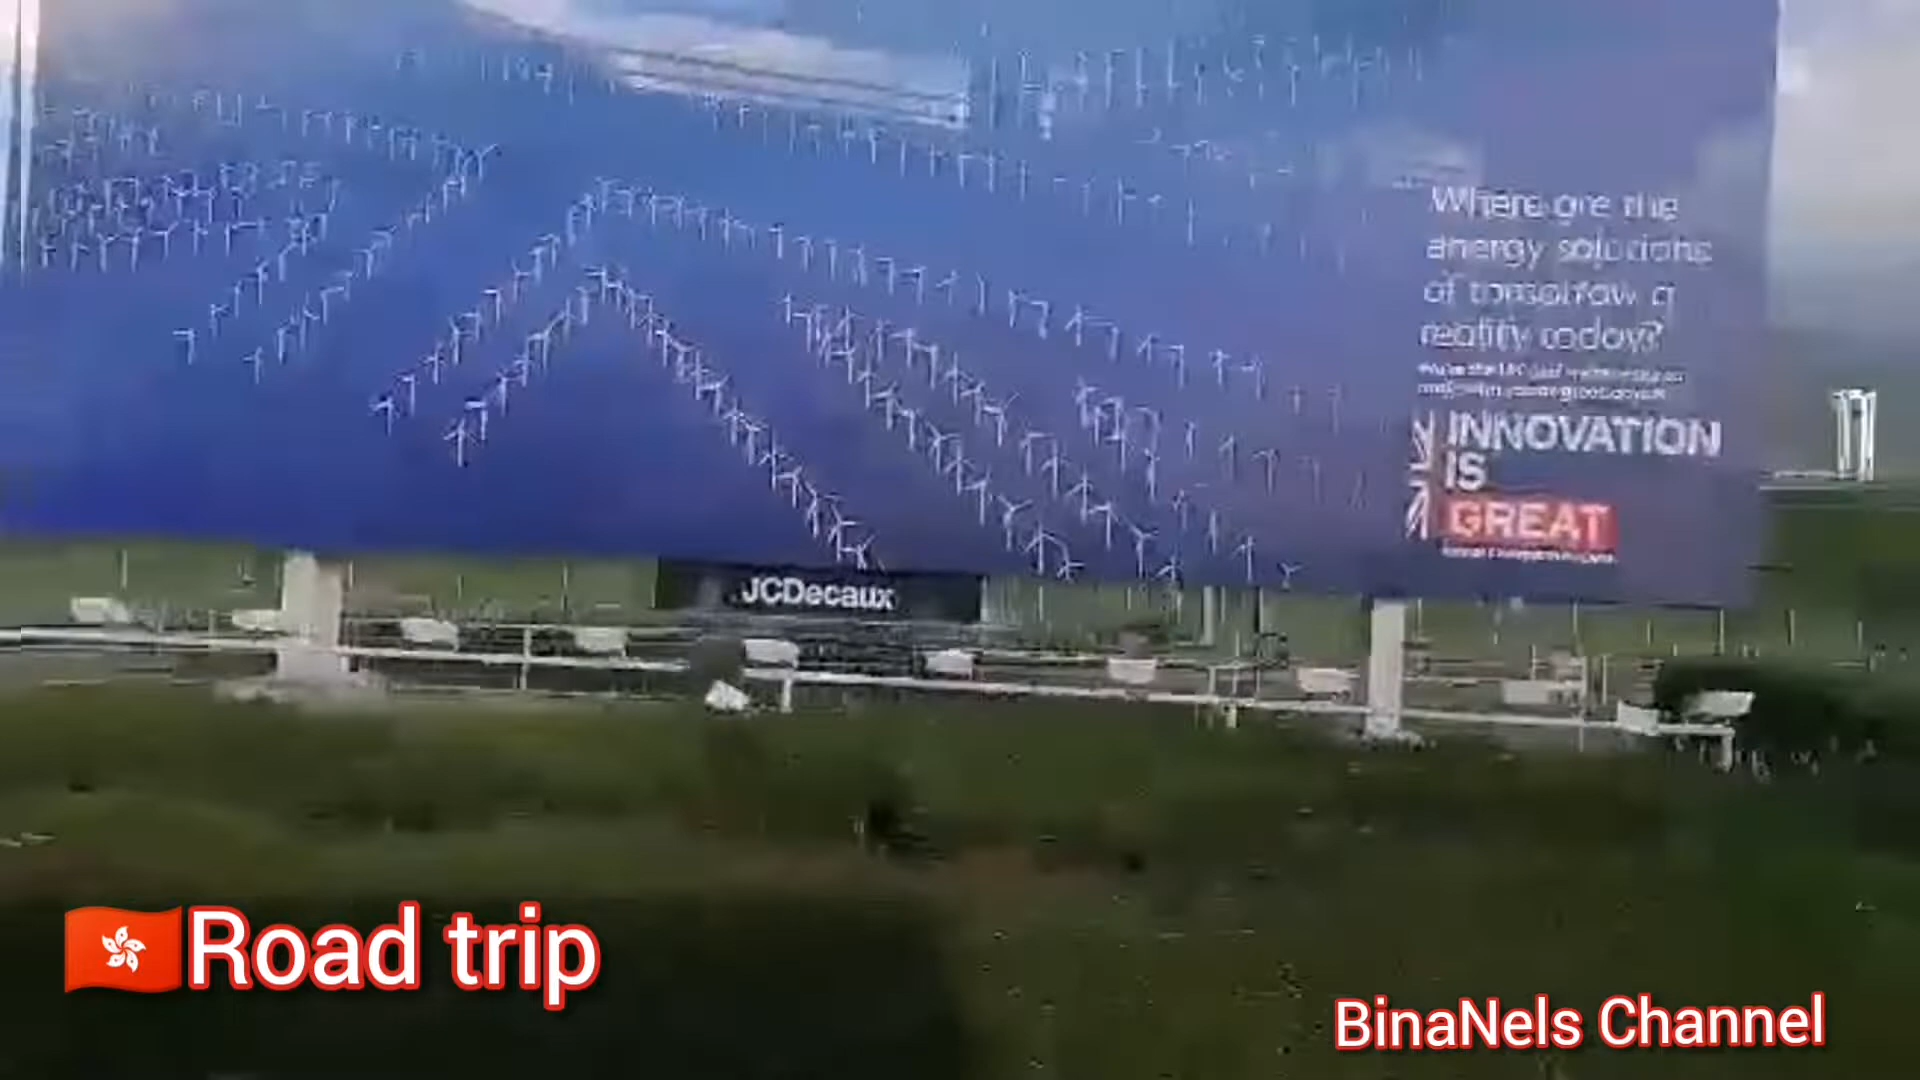 Where are the
energy solutions
of tomorrow a
reality today?
INNOVATION
IS
GREAT
JCDecaux
Road trip
BinaNels Channel